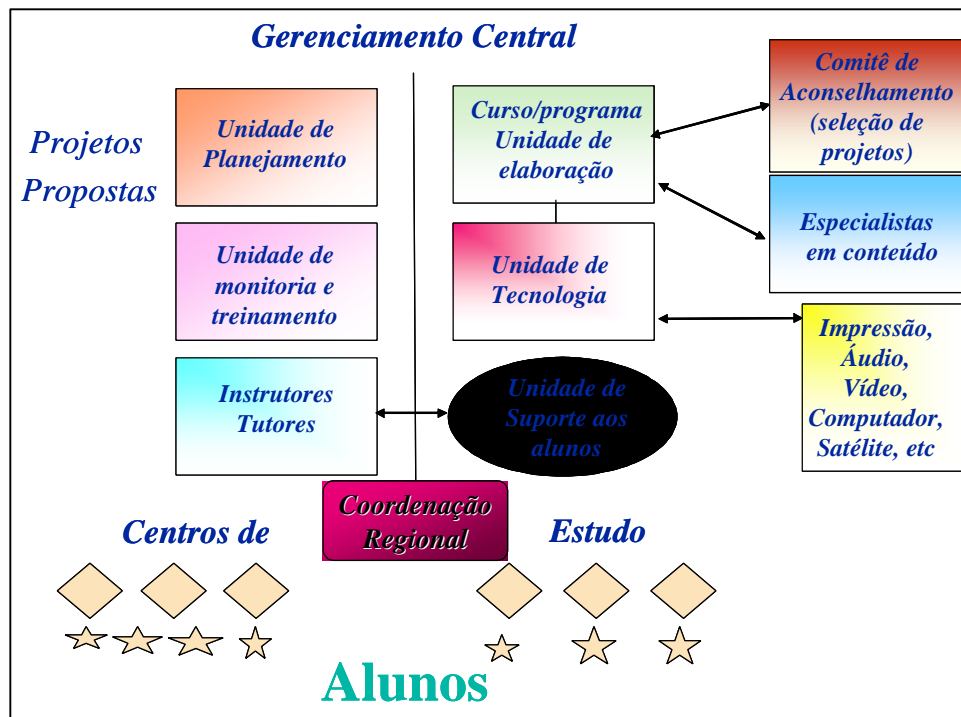 Gerenciamento Central
Projetos
Propostas
Unidade de
Planejamento
Curso/programa
Unidade de
elaboração
Comitê de
Aconselhamento
(seleção de
projetos)
Unidade de
monitoria e
treinamento
Unidade de
Tecnologia
Especialistas
em conteúdo
Instrutores
Tutores
Unidade de
Suporte aos
alunos
Impressão,
Áudio,
Vídeo,
Computador,
Satélite, etc
Coordenação
Regional
Centros de
Estudo
Alunos